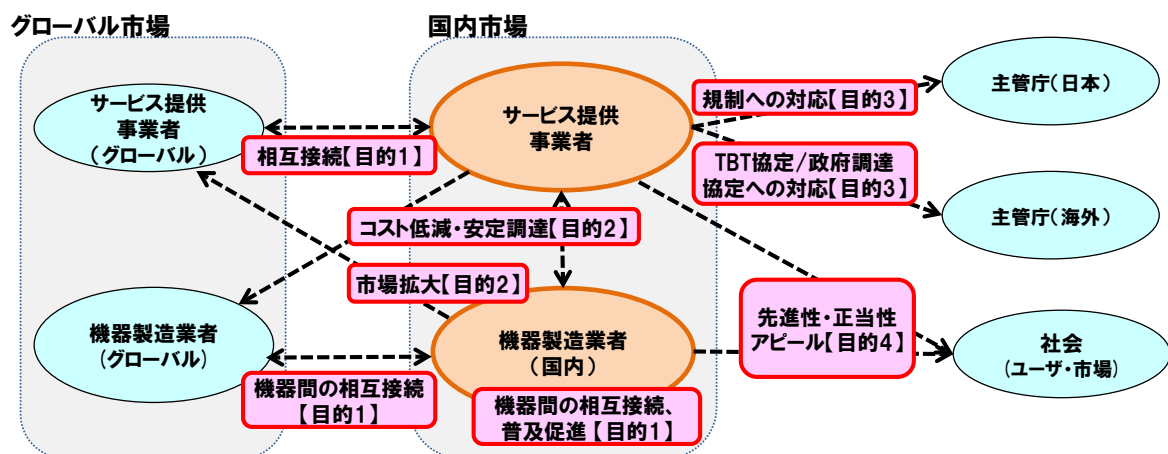 グローバル市場
国内市場
サービス提供
事業者
（グローバル）
相互接続【目的1】
サービス提供
事業者
規制への対応【目的3】
主管庁（日本）
TBT協定/政府調達
協定への対応【目的3】
主管庁（海外）
コスト低減・安定調達【目的2】
市場拡大【目的2】
機器製造業者
(グローバル)
機器間の相互接続
【目的1】
機器製造業者
（国内）
機器間の相互接続、
普及促進【目的1】
先進性・正当性
アピール【目的4】
社会
(ユーザ・市場)